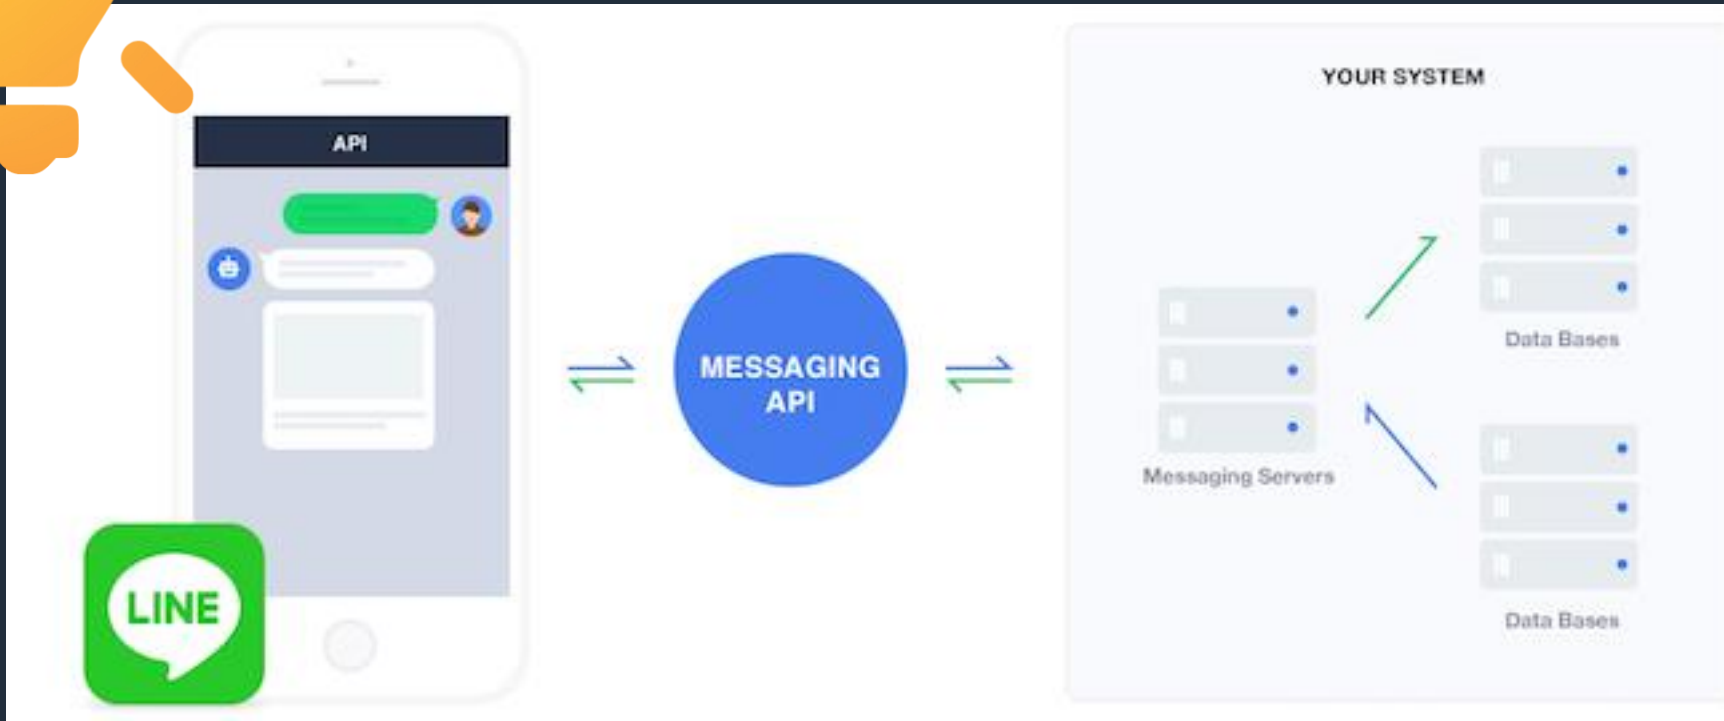 YOUR SYSTEM
API
MESSAGING
API
Messaging Servers
Data Bases
Data Bases
LINE